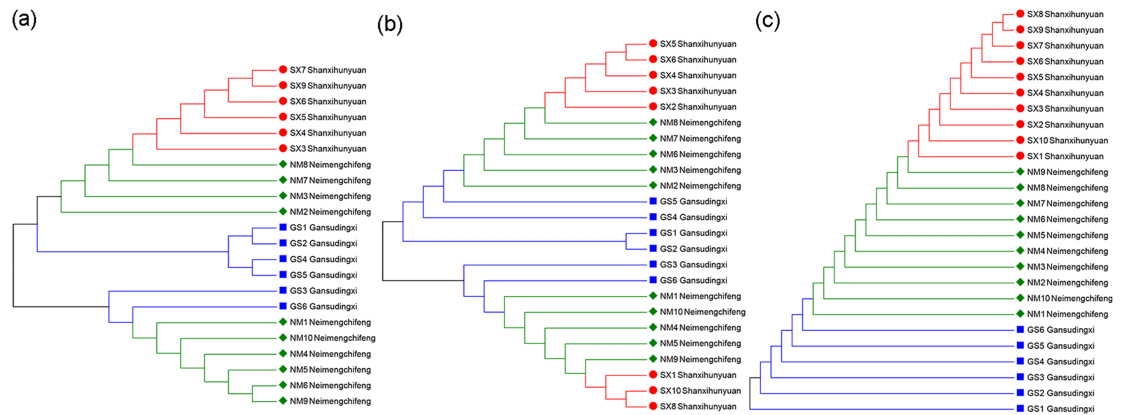 (a)
SX7 Shanxihunyuan
SX9 Shanxihunyuan
SX6 Shanxihunyuan
SX5 Shanxihunyuan
SX4 Shanxihunyuan
SX3 Shanxihunyuan
NM8 Neimengchifeng
NM7 Neimengchifeng
NM3 Neimengchifeng
NM2 Neimengchifeng
GS1 Gansudingxi
GS2 Gansudingxi
GS4 Gansudingxi
GS5 Gansudingxi
GS3 Gansudingxi
GS6 Gansudingxi
NM1 Neimengchifeng
NM10 Neimengchifeng
NM4 Neimengchifeng
NM5 Neimengchifeng
NM6 Neimengchifeng
NM9 Neimengchifeng
(b)
SX5 Shanxihunyuan
SX6 Shanxihunyuan
SX4 Shanxihunyuan
SX3 Shanxihunyuan
SX2 Shanxihunyuan
NM8 Neimengchifeng
NM7 Neimengchifeng
NM6 Neimengchifeng
NM3 Neimengchifeng
NM2 Neimengchifeng
GS5 Gansudingxi
GS4 Gansudingxi
GS1 Gansudingxi
GS2 Gansudingxi
GS3 Gansudingxi
GS6 Gansudingxi
NM1 Neimengchifeng
NM10 Neimengchifeng
NM4 Neimengchifeng
NM5 Neimengchifeng
NM9 Neimengchifeng
SX1 Shanxihunyuan
SX10 Shanxihunyuan
SX8 Shanxihunyuan
(c)
SX8 Shanxihunyuan
SX9 Shanxihunyuan
SX7 Shanxihunyuan
SX6 Shanxihunyuan
SX5 Shanxihunyuan
SX4 Shanxihunyuan
SX3 Shanxihunyuan
SX2 Shanxihunyuan
SX10 Shanxihunyuan
SX1 Shanxihunyuan
NM9 Neimengchifeng
NM8 Neimengchifeng
NM7 Neimengchifeng
NM6 Neimengchifeng
NM5 Neimengchifeng
NM4 Neimengchifeng
NM3 Neimengchifeng
NM2 Neimengchifeng
NM10 Neimengchifeng
NM1 Neimengchifeng
GS6 Gansudingxi
GS5 Gansudingxi
GS4 Gansudingxi
GS3 Gansudingxi
GS2 Gansudingxi
GS1 Gansudingxi